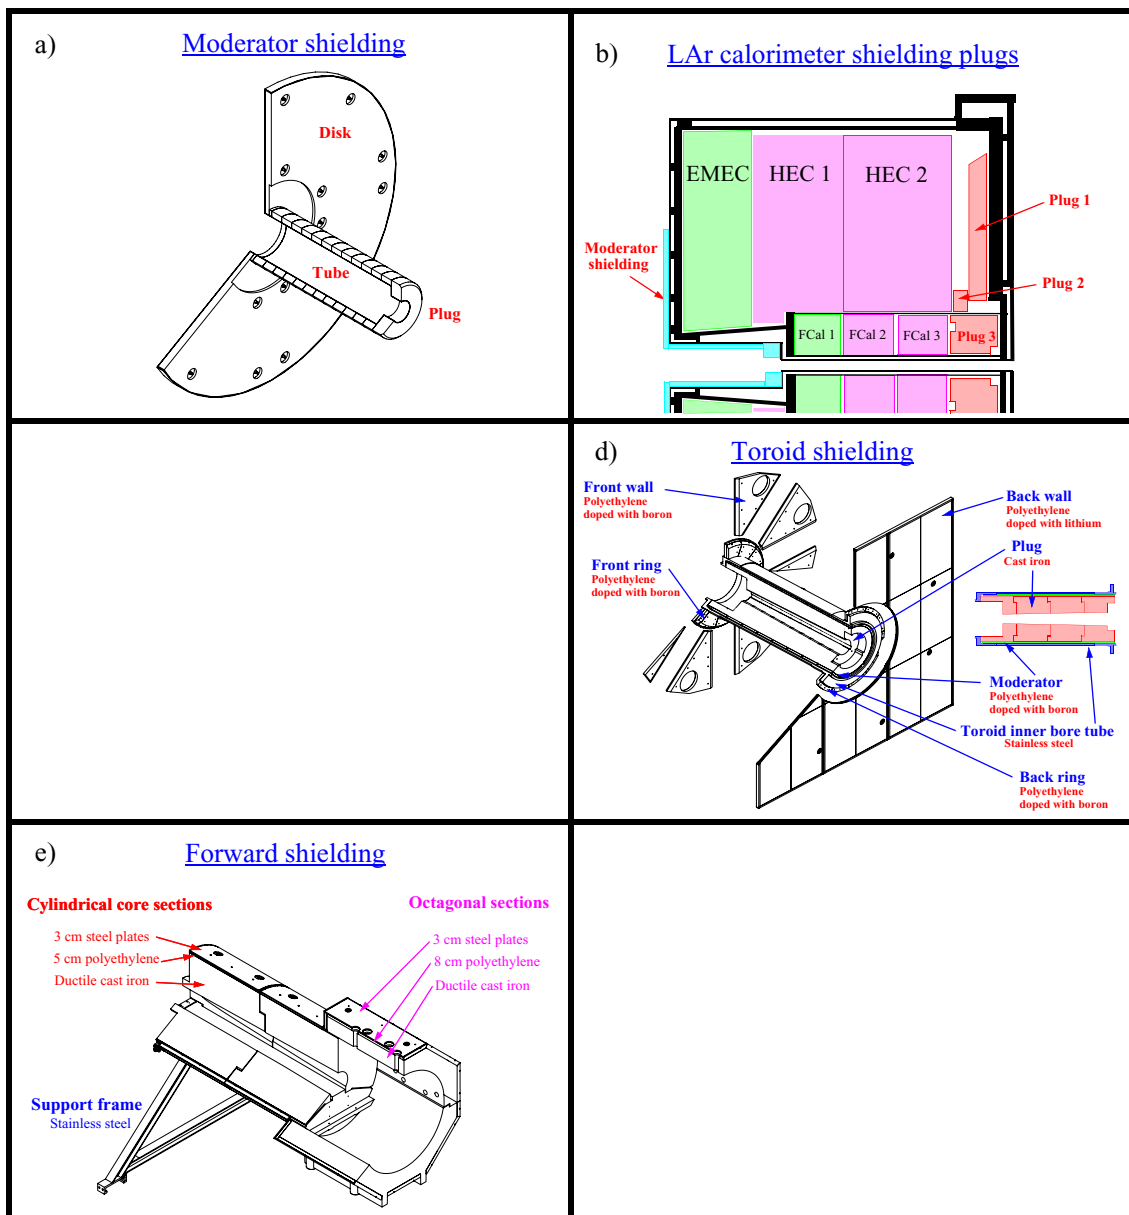 a)
Moderator shielding
Disk
Tube
Plug
b)
LAr calorimeter shielding plugs
EMEC
HEC 1
HEC 2
Plug 1
Moderator
shielding
Plug 2
FCal 1
FCal 2
FCal 3
Plug 3
d)
Toroid shielding
Front wall
Polyethylene
doped with boron
Back wall
Polyethylene
doped with lithium
Plug
Cast iron
Front ring
Polyethylene
doped with boron
Moderator
Polyethylene
doped with boron
Toroid inner bore tube
Stainless steel
Back ring
Polyethylene
doped with boron
e)
Forward shielding
Cylindrical core sections
Octagonal sections
3 cm steel plates
5 cm polyethylene
Ductile cast iron
3 cm steel plates
8 cm polyethylene
Ductile cast iron
Support frame
Stainless steel